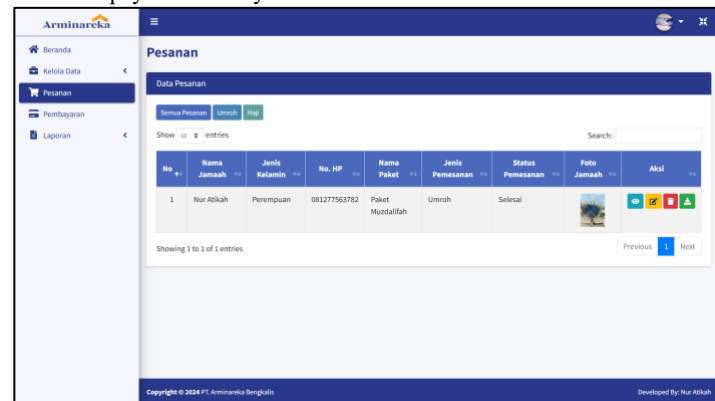 Arminareka
Beranda
Kelola Data
Pesanan
Pembayaran
Laporan
Pesanan
Data Pesanan
Semua Pesanan Umroh Haji
Show 10 entries Search:
No Nama Jamaah Jenis Kelamin No. HP Nama Paket Jenis Pemesanan Status Pemesanan Foto Jamaah Aksi
1 Nur Atikah Perempuan 081277563782 Paket Muzdalifah Umroh Selesai
Showing 1 to 1 of 1 entries Previous 1 Next
Copyright © 2024 PT. Arminareka Bengkalis Developed By: Nur Atikah